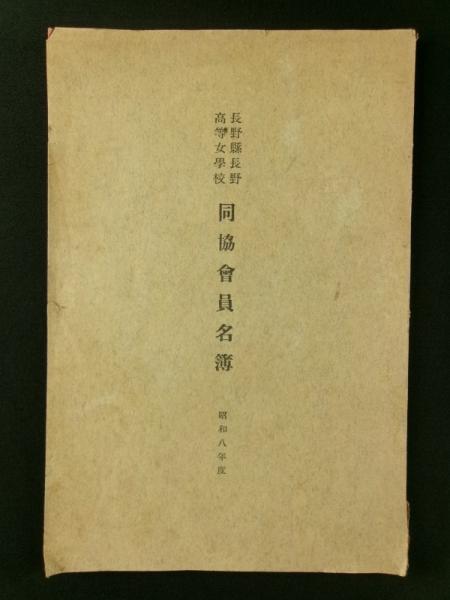 長野縣長野
高等女學校
同協會員名簿
昭和八年度